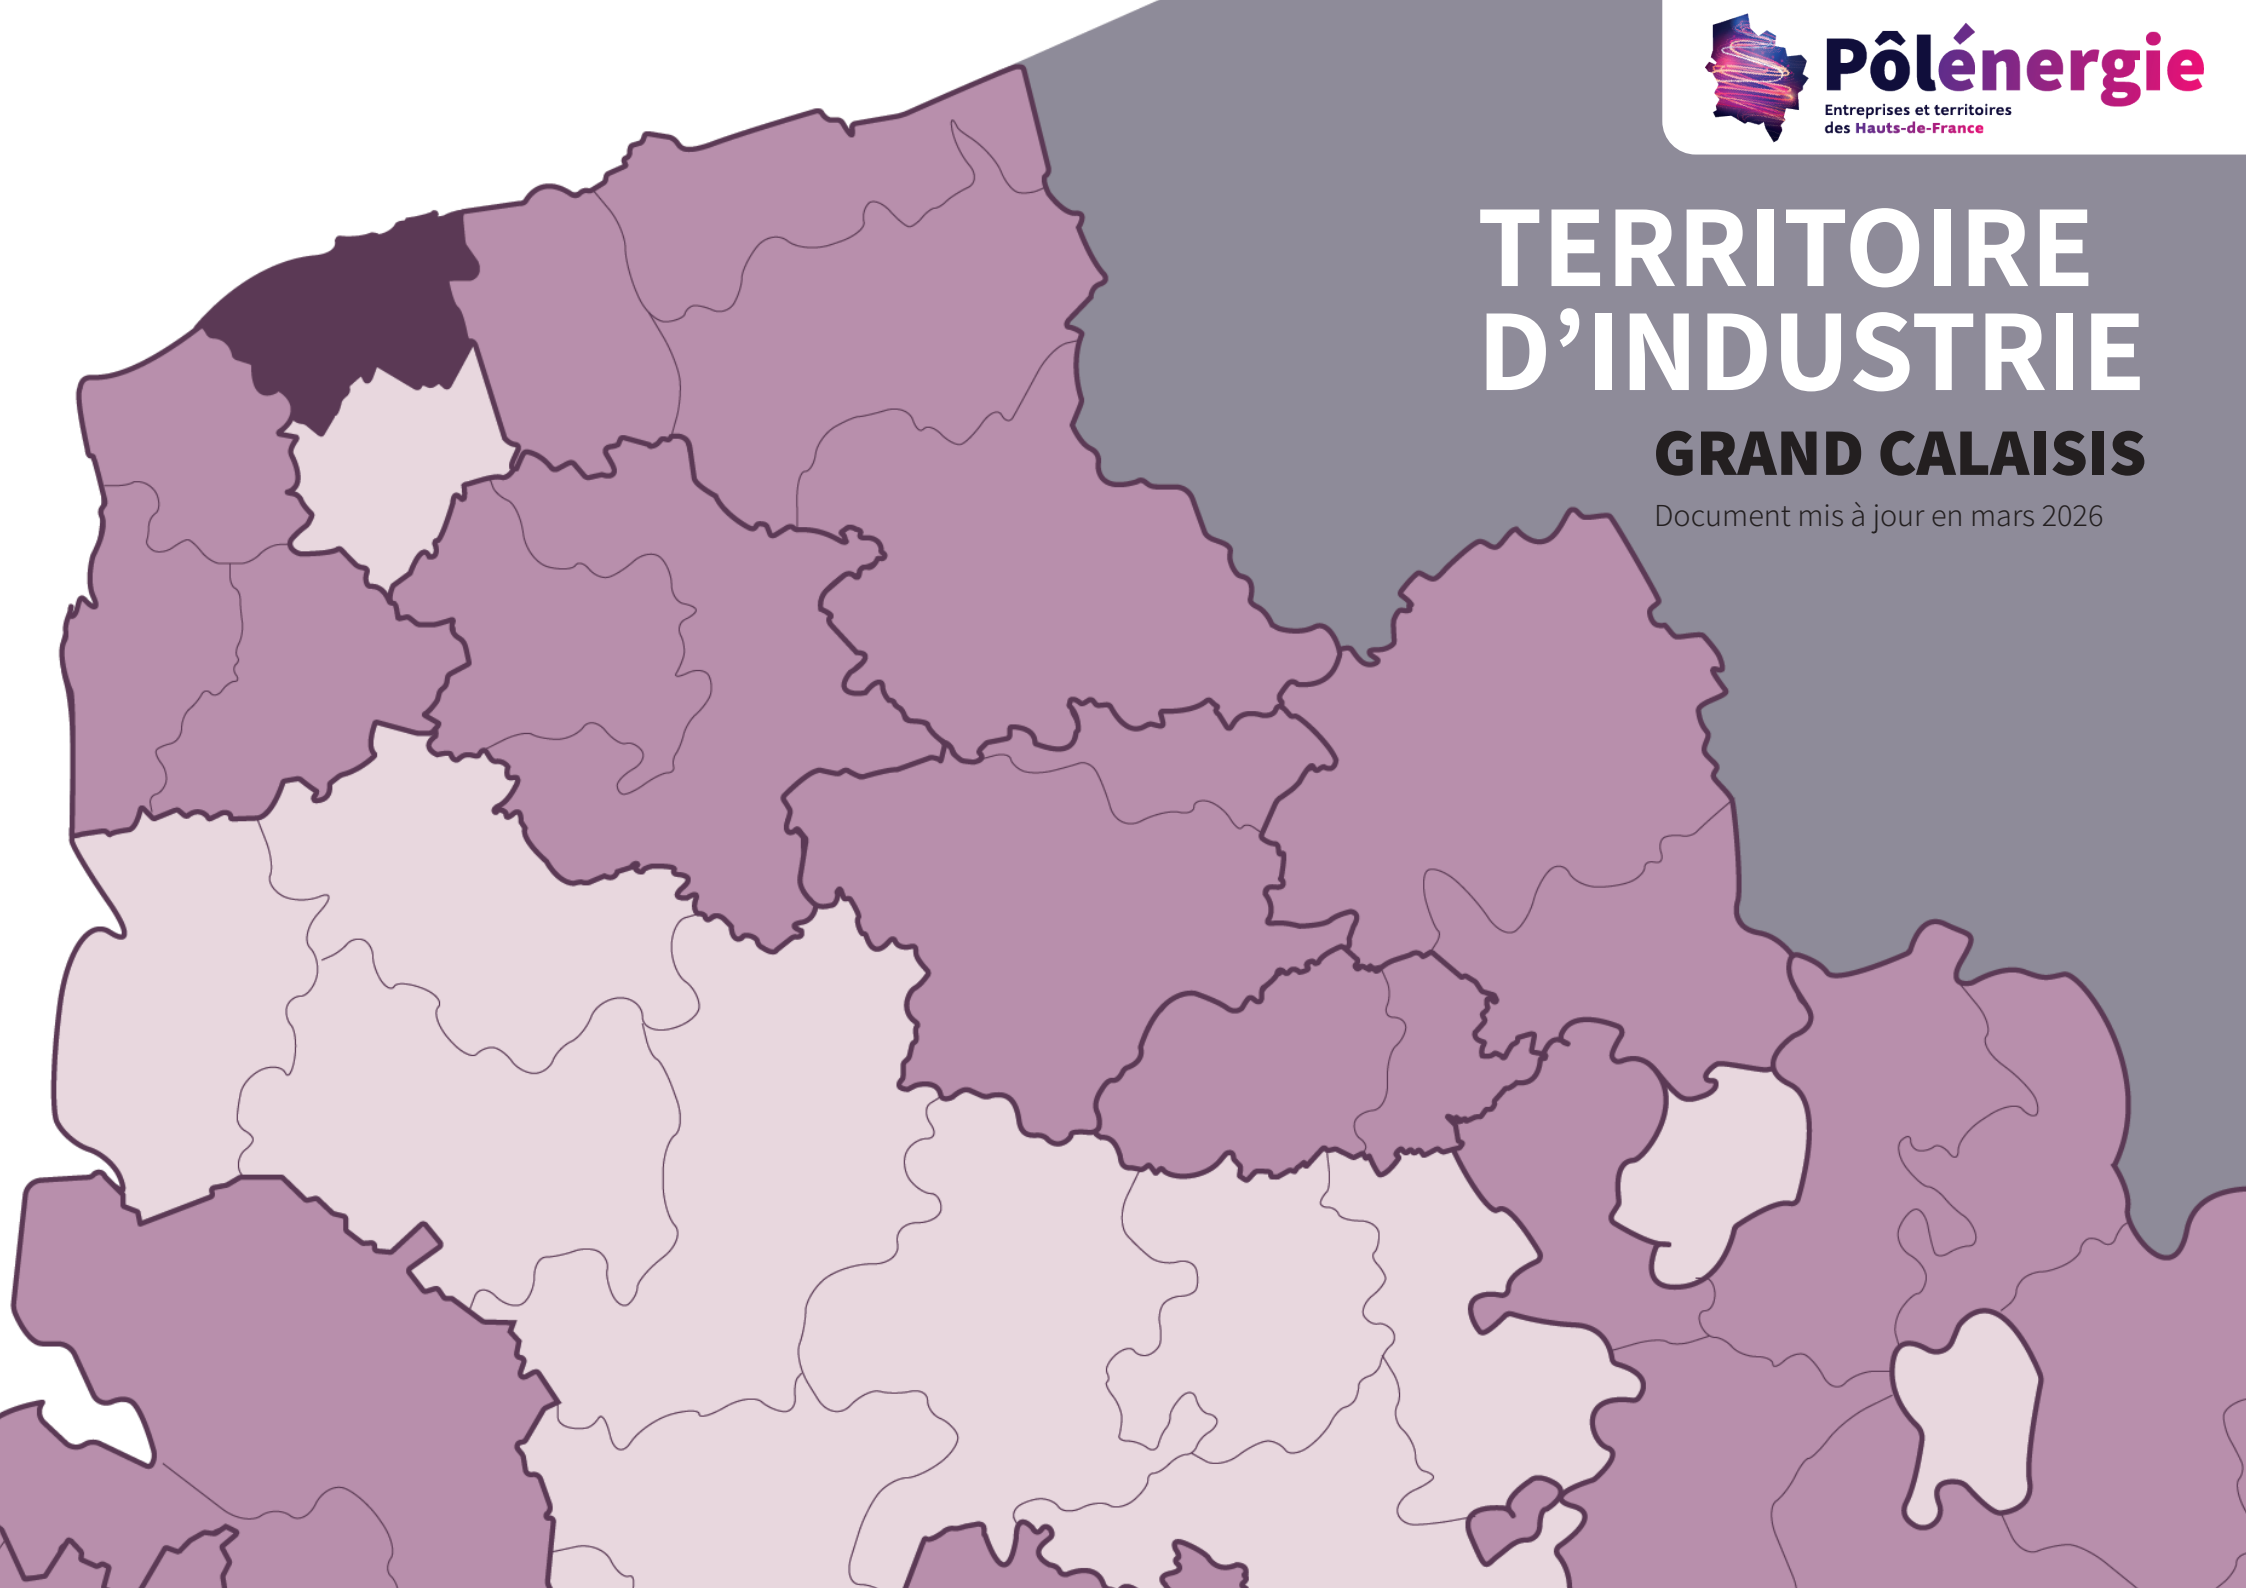 Pôlénergie
Entreprises et territoires
des Hauts-de-France
TERRITOIRE
D’INDUSTRIE
GRAND CALAISIS
Document mis à jour en mars 2026